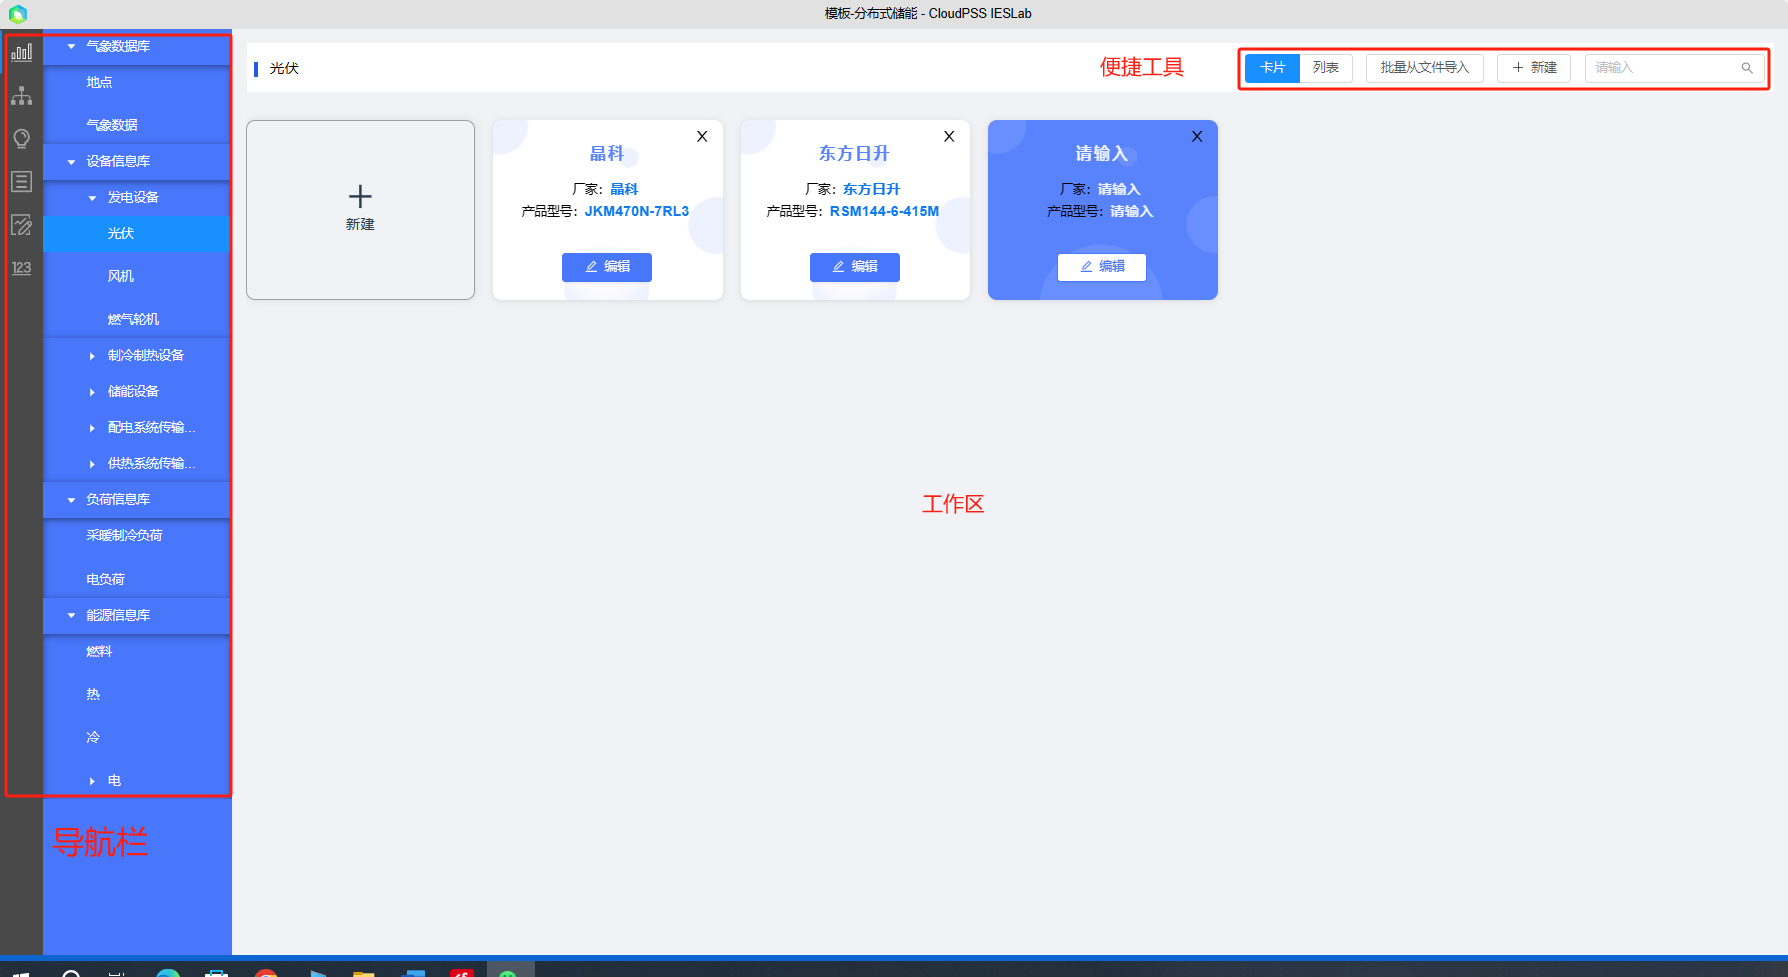 模板-分布式储能 - CloudPSS IESLab
气象数据库
地点
气象数据
设备信息库
发电设备
光伏
风机
燃气轮机
制冷制热设备
储能设备
配电系统传输...
供热系统传输...
负荷信息库
采暖制冷负荷
电负荷
能源信息库
燃料
热
冷
电
导航栏
123
光伏
便捷工具
卡片 列表 批量从文件导入 新建 请输入
新建
晶科
厂家: 晶科
产品型号: JKM470N-7RL3
编辑
东方日升
厂家: 东方日升
产品型号: RSM144-6-415M
编辑
请输入
厂家: 请输入
产品型号: 请输入
编辑
工作区